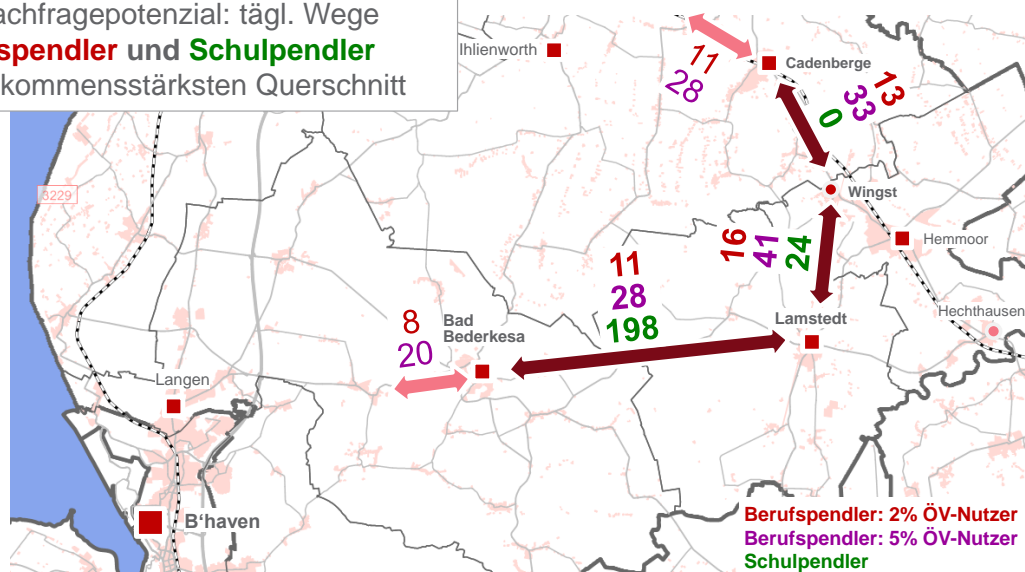 achfragepotenzial: tägl. Wege
spendler und Schulpendler
kommensstärksten Querschnitt
Ihlienworth
11
28
Cadenberge
0
33
13
3229
Wingst
16
41
24
Hemmoor
11
28
198
Hechthausen
Lamstedt
8
20
Bad
Bederkesa
Langen
B'haven
Berufspendler: 2% ÖV-Nutzer
Berufspendler: 5% ÖV-Nutzer
Schulpendler